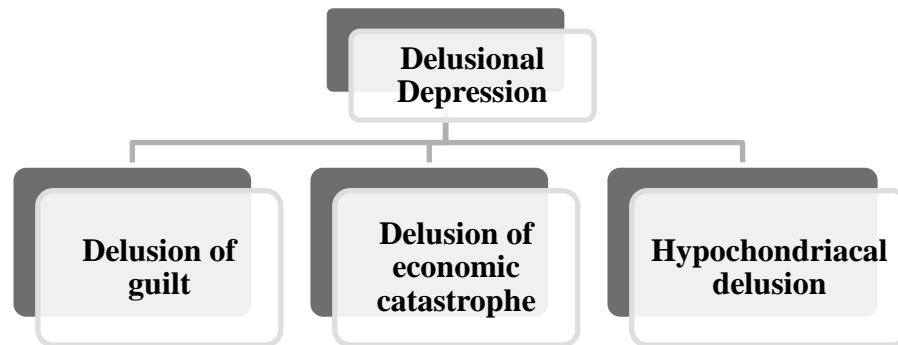 Delusional
Depression
Delusion of
guilt
Delusion of
economic
catastrophe
Hypochondriacal
delusion